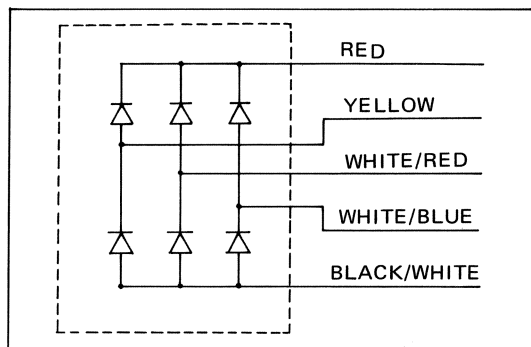 RED
YELLOW
WHITE/RED
WHITE/BLUE
BLACK/WHITE